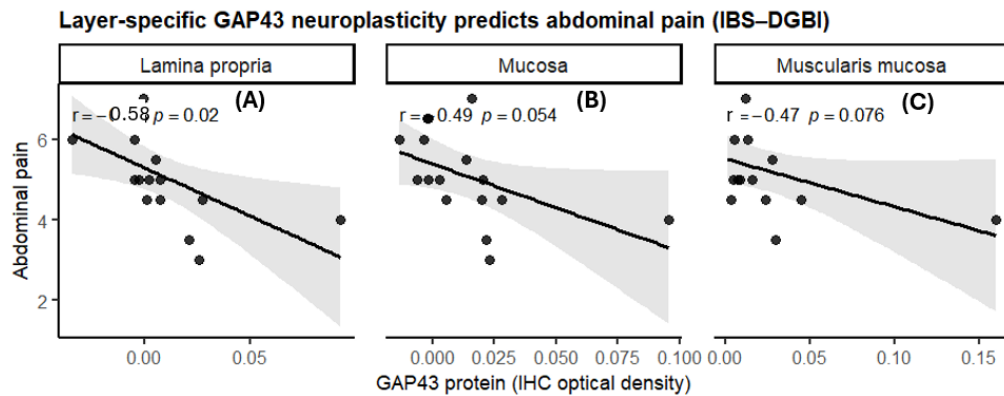 Layer-specific GAP43 neuroplasticity predicts abdominal pain (IBS–DGBI)
Lamina propria
Mucosa
Muscularis mucosa
(A)
(B)
(C)
r = −0.58 p = 0.02
r = −0.49 p = 0.054
r = −0.47 p = 0.076
Abdominal pain
6
4
2
0.00 0.05
0.000 0.025 0.050 0.075 0.100
0.00 0.05 0.10 0.15
GAP43 protein (IHC optical density)